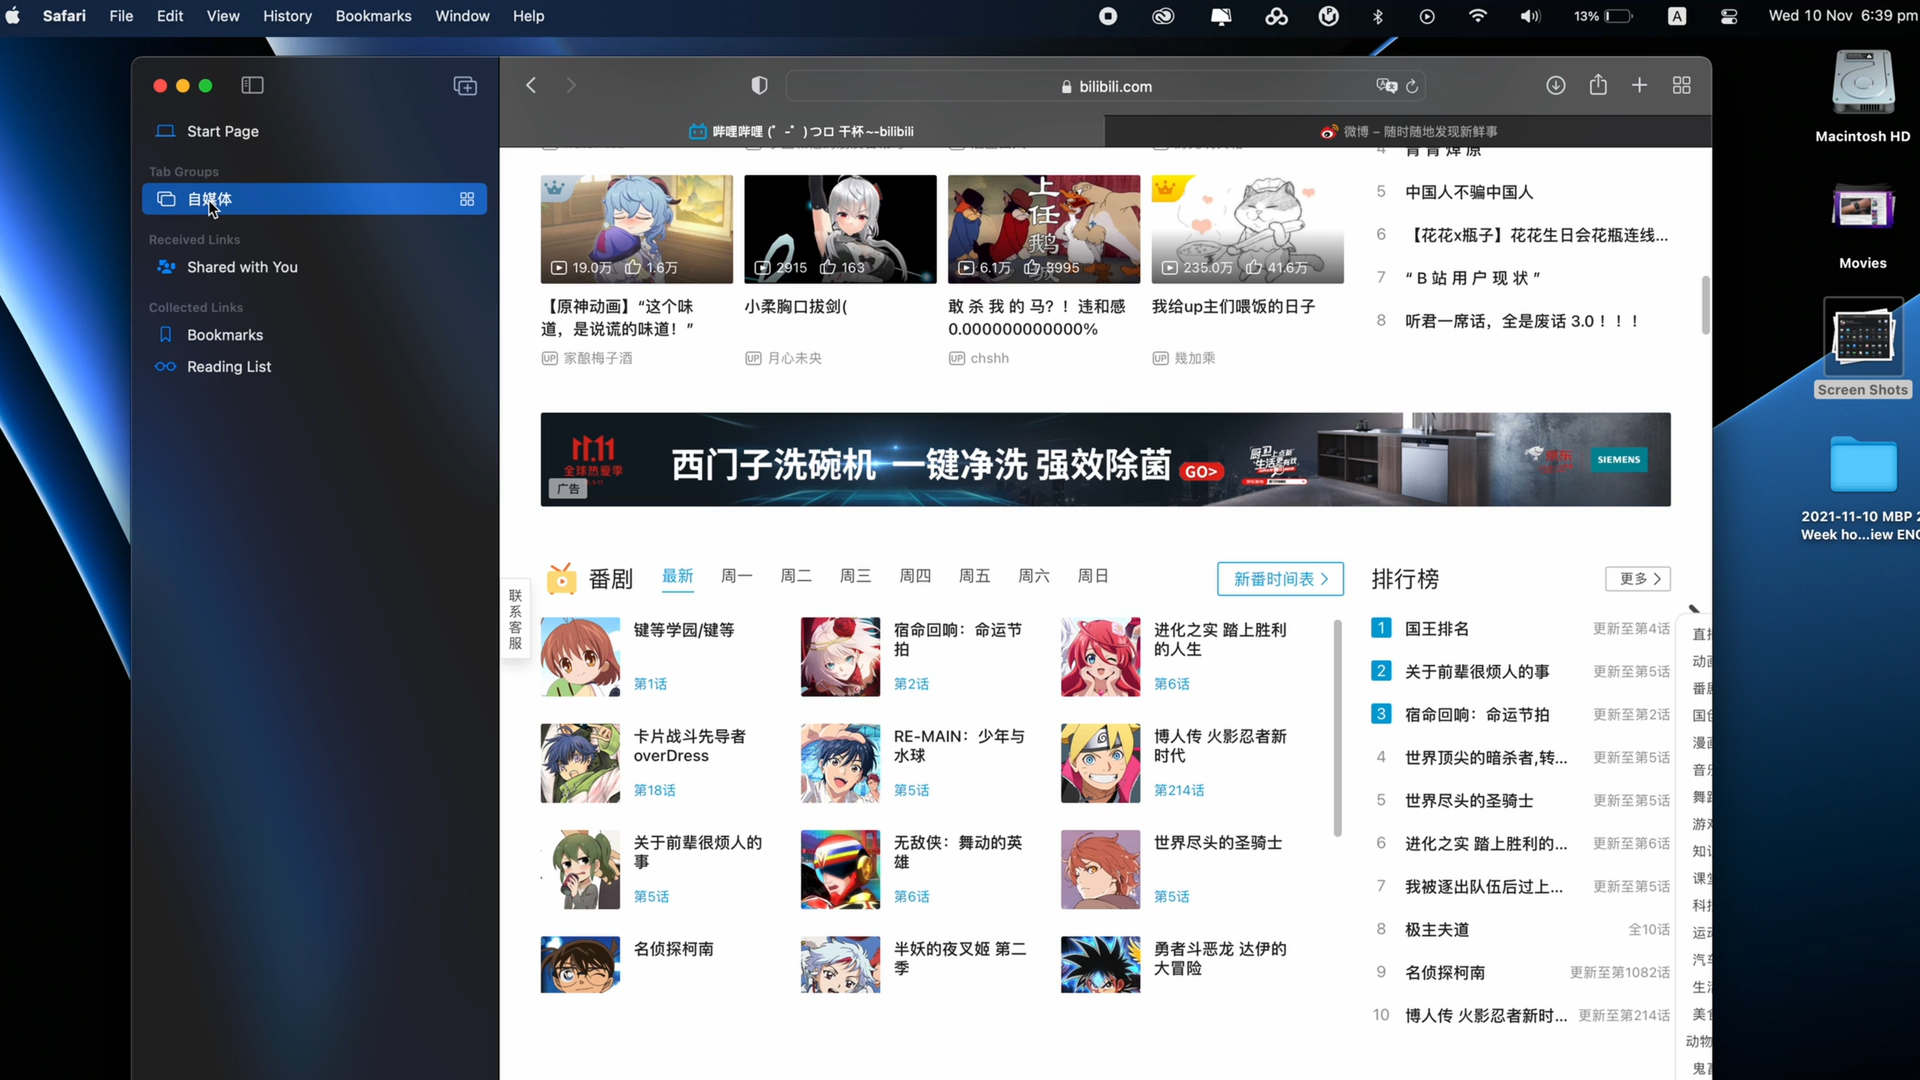 Safari File Edit View History Bookmarks Window Help
13% A Wed 10 Nov 6:39 pm
bilibili.com
Start Page
Tab Groups
自媒体
Received Links
Shared with You
Collected Links
Bookmarks
Reading List
哔哩哔哩 (゜-゜)つロ 干杯~-bilibili
微博 – 随时随地发现新鲜事
上任鹅
19.0万 1.6万
2915 163
6.1万 3995
235.0万 41.6万
【原神动画】“这个味道，是说谎的味道！”
小柔胸口拔剑(
敢杀我的马？！违和感0.000000000000%
我给up主们喂饭的日子
UP 家酿梅子酒
UP 月心未央
UP chshh
UP 幾加乘
4
5 中国人不骗中国人
6 【花花x瓶子】花花生日会花瓶连线...
7 “B站用户现状”
8 听君一席话，全是废话 3.0！！！
11.11
全球热爱季
广告
西门子洗碗机 一键净洗 强效除菌 GO>
SIEMENS
联系客服
番剧 最新 周一 周二 周三 周四 周五 周六 周日 新番时间表 >
键等学园/键等
第1话
宿命回响：命运节拍
第2话
进化之实 踏上胜利的人生
第6话
卡片战斗先导者 overDress
第18话
RE-MAIN：少年与水球
第5话
博人传 火影忍者新时代
第214话
关于前辈很烦人的事
第5话
无敌侠：舞动的英雄
第6话
世界尽头的圣骑士
第5话
名侦探柯南
半妖的夜叉姬 第二季
勇者斗恶龙 达伊的大冒险
排行榜 更多 >
1 国王排名 更新至第4话
2 关于前辈很烦人的事 更新至第5话
3 宿命回响：命运节拍 更新至第2话
4 世界顶尖的暗杀者,转... 更新至第5话
5 世界尽头的圣骑士 更新至第5话
6 进化之实 踏上胜利的... 更新至第6话
7 我被逐出队伍后过上... 更新至第5话
8 极主夫道 全10话
9 名侦探柯南 更新至第1082话
10 博人传 火影忍者新时... 更新至第214话
Macintosh HD
Movies
Screen Shots
2021-11-10 MBP 2
Week ho...iew ENG